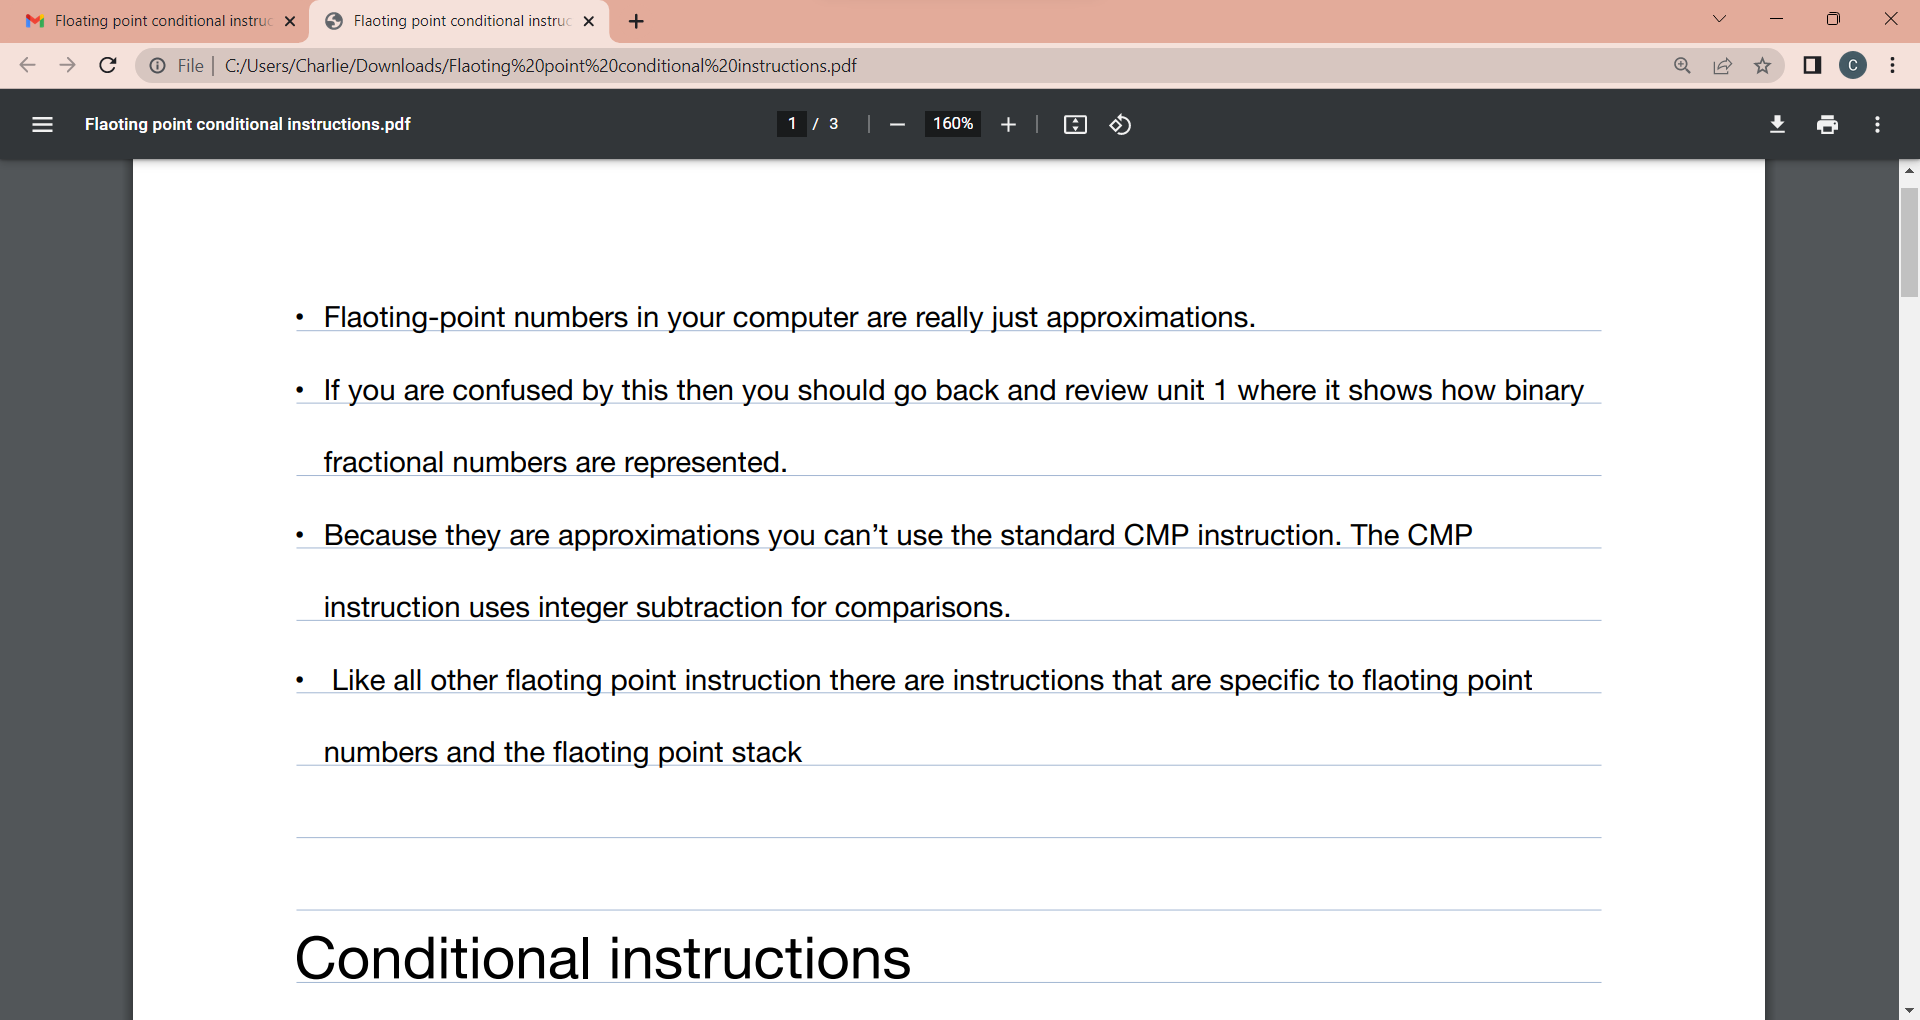 Floating point conditional instruc
Flaoting point conditional instruc
File
C:/Users/Charlie/Downloads/Flaoting%20point%20conditional%20instructions.pdf
C
Flaoting point conditional instructions.pdf
1 / 3
160%
• Flaoting-point numbers in your computer are really just approximations.
• If you are confused by this then you should go back and review unit 1 where it shows how binary
fractional numbers are represented.
• Because they are approximations you can’t use the standard CMP instruction. The CMP
instruction uses integer subtraction for comparisons.
• Like all other flaoting point instruction there are instructions that are specific to flaoting point
numbers and the flaoting point stack
Conditional instructions